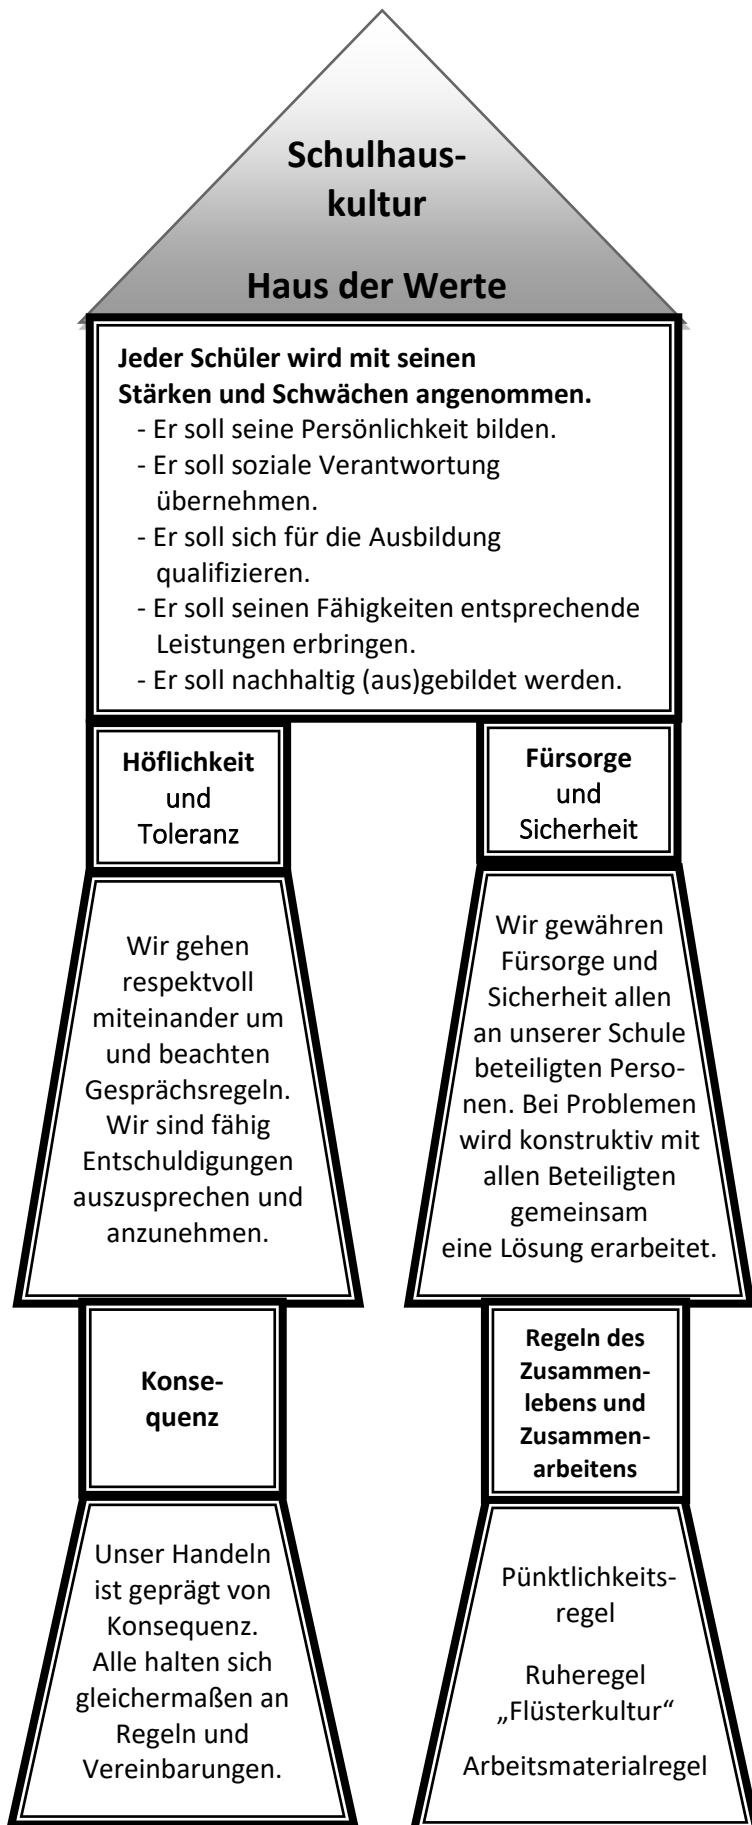 Schulhaus-
kultur
Haus der Werte
Jeder Schüler wird mit seinen
Stärken und Schwächen angenommen.
- Er soll seine Persönlichkeit bilden.
- Er soll soziale Verantwortung
übernehmen.
- Er soll sich für die Ausbildung
qualifizieren.
- Er soll seinen Fähigkeiten entsprechende
Leistungen erbringen.
- Er soll nachhaltig (aus)gebildet werden.
Höflichkeit
und
Toleranz
Wir gehen
respektvoll
miteinander um
und beachten
Gesprächsregeln.
Wir sind fähig
Entschuldigungen
auszusprechen und
anzunehmen.
Fürsorge
und
Sicherheit
Wir gewähren
Fürsorge und
Sicherheit allen
an unserer Schule
beteiligten Perso-
nen. Bei Problemen
wird konstruktiv mit
allen Beteiligten
gemeinsam
eine Lösung erarbeitet.
Konse-
quenz
Unser Handeln
ist geprägt von
Konsequenz.
Alle halten sich
gleichermaßen an
Regeln und
Vereinbarungen.
Regeln des
Zusammen-
lebens und
Zusammen-
arbeitens
Pünktlichkeits-
regel
Ruheregel
„Flüsterkultur“
Arbeitsmaterialregel